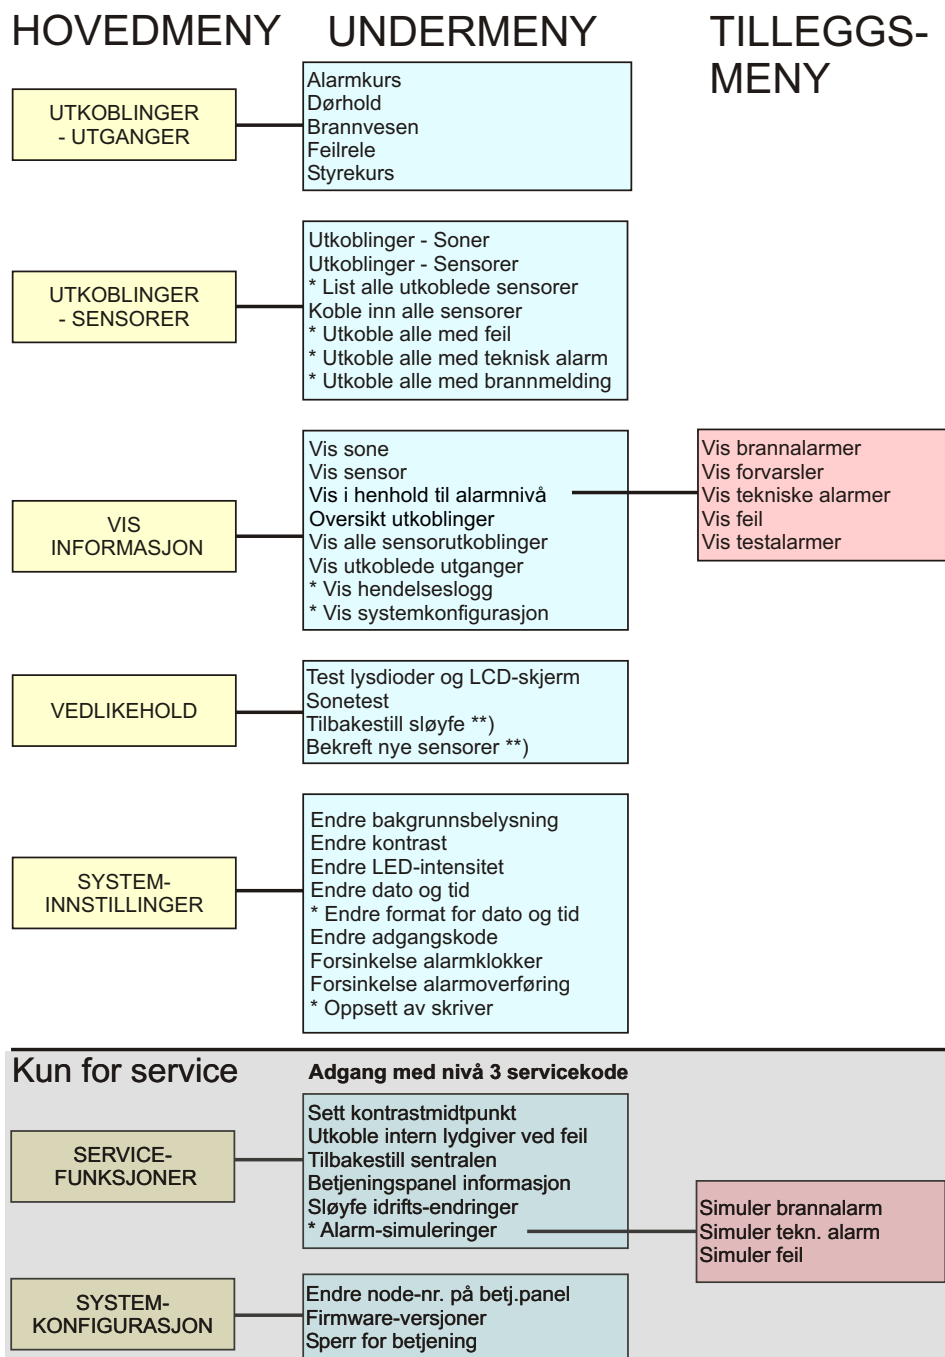 HOVEDMENY
UNDERMENY
TILLEGGS-
MENY
UTKOBLINGER
- UTGANGER
Alarmkurs
Dørhold
Brannvesen
Feilrele
Styrekurs
UTKOBLINGER
- SENSORER
Utkoblinger - Soner
Utkoblinger - Sensorer
* List alle utkoblede sensorer
Koble inn alle sensorer
* Utkoble alle med feil
* Utkoble alle med teknisk alarm
* Utkoble alle med brannmelding
VIS
INFORMASJON
Vis sone
Vis sensor
Vis i henhold til alarmnivå
Oversikt utkoblinger
Vis alle sensorutkoblinger
Vis utkoblede utganger
* Vis hendelseslogg
* Vis systemkonfigurasjon
Vis brannalarmer
Vis forvarsler
Vis tekniske alarmer
Vis feil
Vis testalarmer
VEDLIKEHOLD
Test lysdioder og LCD-skjerm
Sonetest
Tilbakestill sløyfe **)
Bekreft nye sensorer **)
SYSTEM-
INNSTILLINGER
Endre bakgrunnsbelysning
Endre kontrast
Endre LED-intensitet
Endre dato og tid
* Endre format for dato og tid
Endre adgangskode
Forsinkelse alarmklokker
Forsinkelse alarmoverføring
* Oppsett av skriver
Kun for service
Adgang med nivå 3 servicekode
SERVICE-
FUNKSJONER
Sett kontrastmidtpunkt
Utkoble intern lydgiver ved feil
Tilbakestill sentralen
Betjeningspanel informasjon
Sløyfe idrifts-endringer
* Alarm-simuleringer
Simuler brannalarm
Simuler tekn. alarm
Simuler feil
SYSTEM-
KONFIGURASJON
Endre node-nr. på betj.panel
Firmware-versjoner
Sperr for betjening